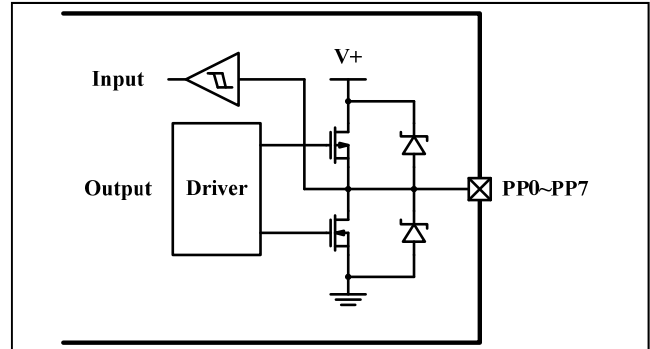 V+
Input
Output
Driver
PP0~PP7